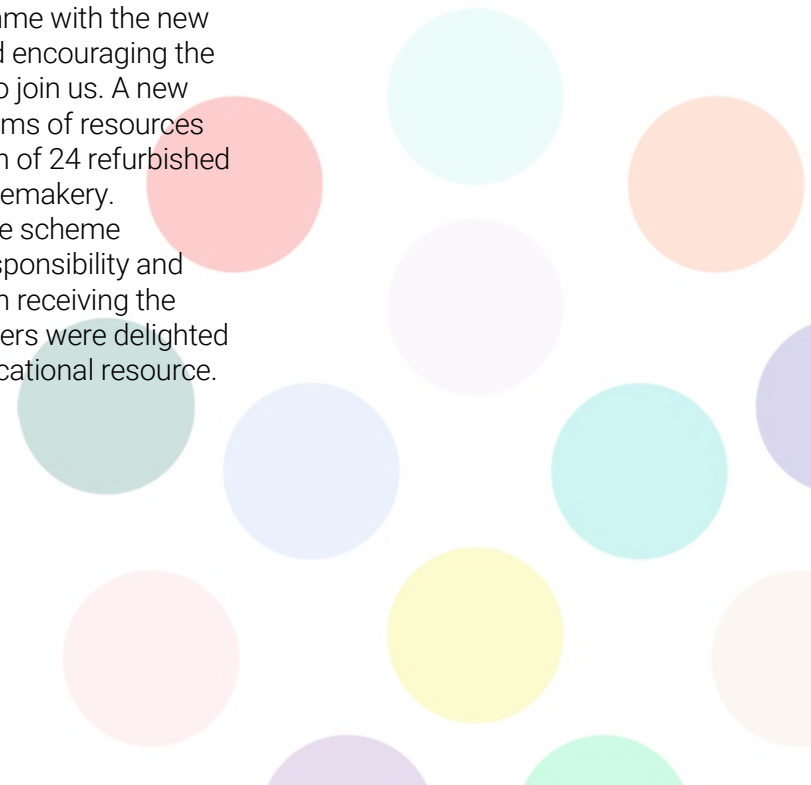 me with the new
encouraging the
o join us. A new
ms of resources
n of 24 refurbished
emakery.
e scheme
sponsibility and
n receiving the
ers were delighted
cational resource.